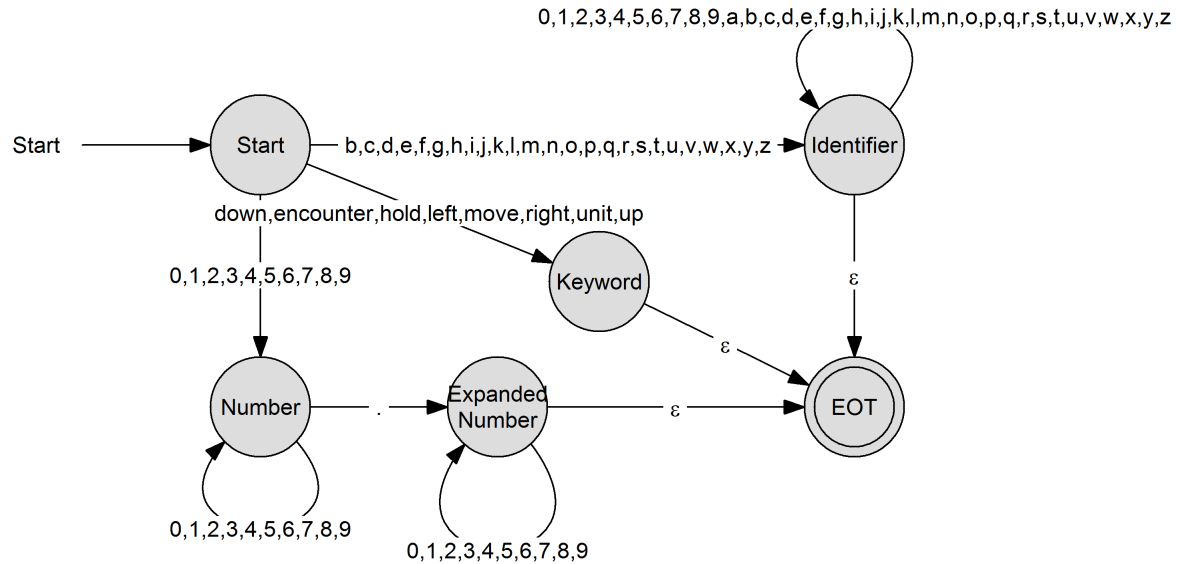 0,1,2,3,4,5,6,7,8,9,a,b,c,d,e,f,g,h,i,j,k,l,m,n,o,p,q,r,s,t,u,v,w,x,y,z
Start
Start
b,c,d,e,f,g,h,i,j,k,l,m,n,o,p,q,r,s,t,u,v,w,x,y,z
Identifier
down,encounter,hold,left,move,right,unit,up
0,1,2,3,4,5,6,7,8,9
Keyword
ε
ε
Number
.
Expanded
Number
ε
EOT
0,1,2,3,4,5,6,7,8,9
0,1,2,3,4,5,6,7,8,9